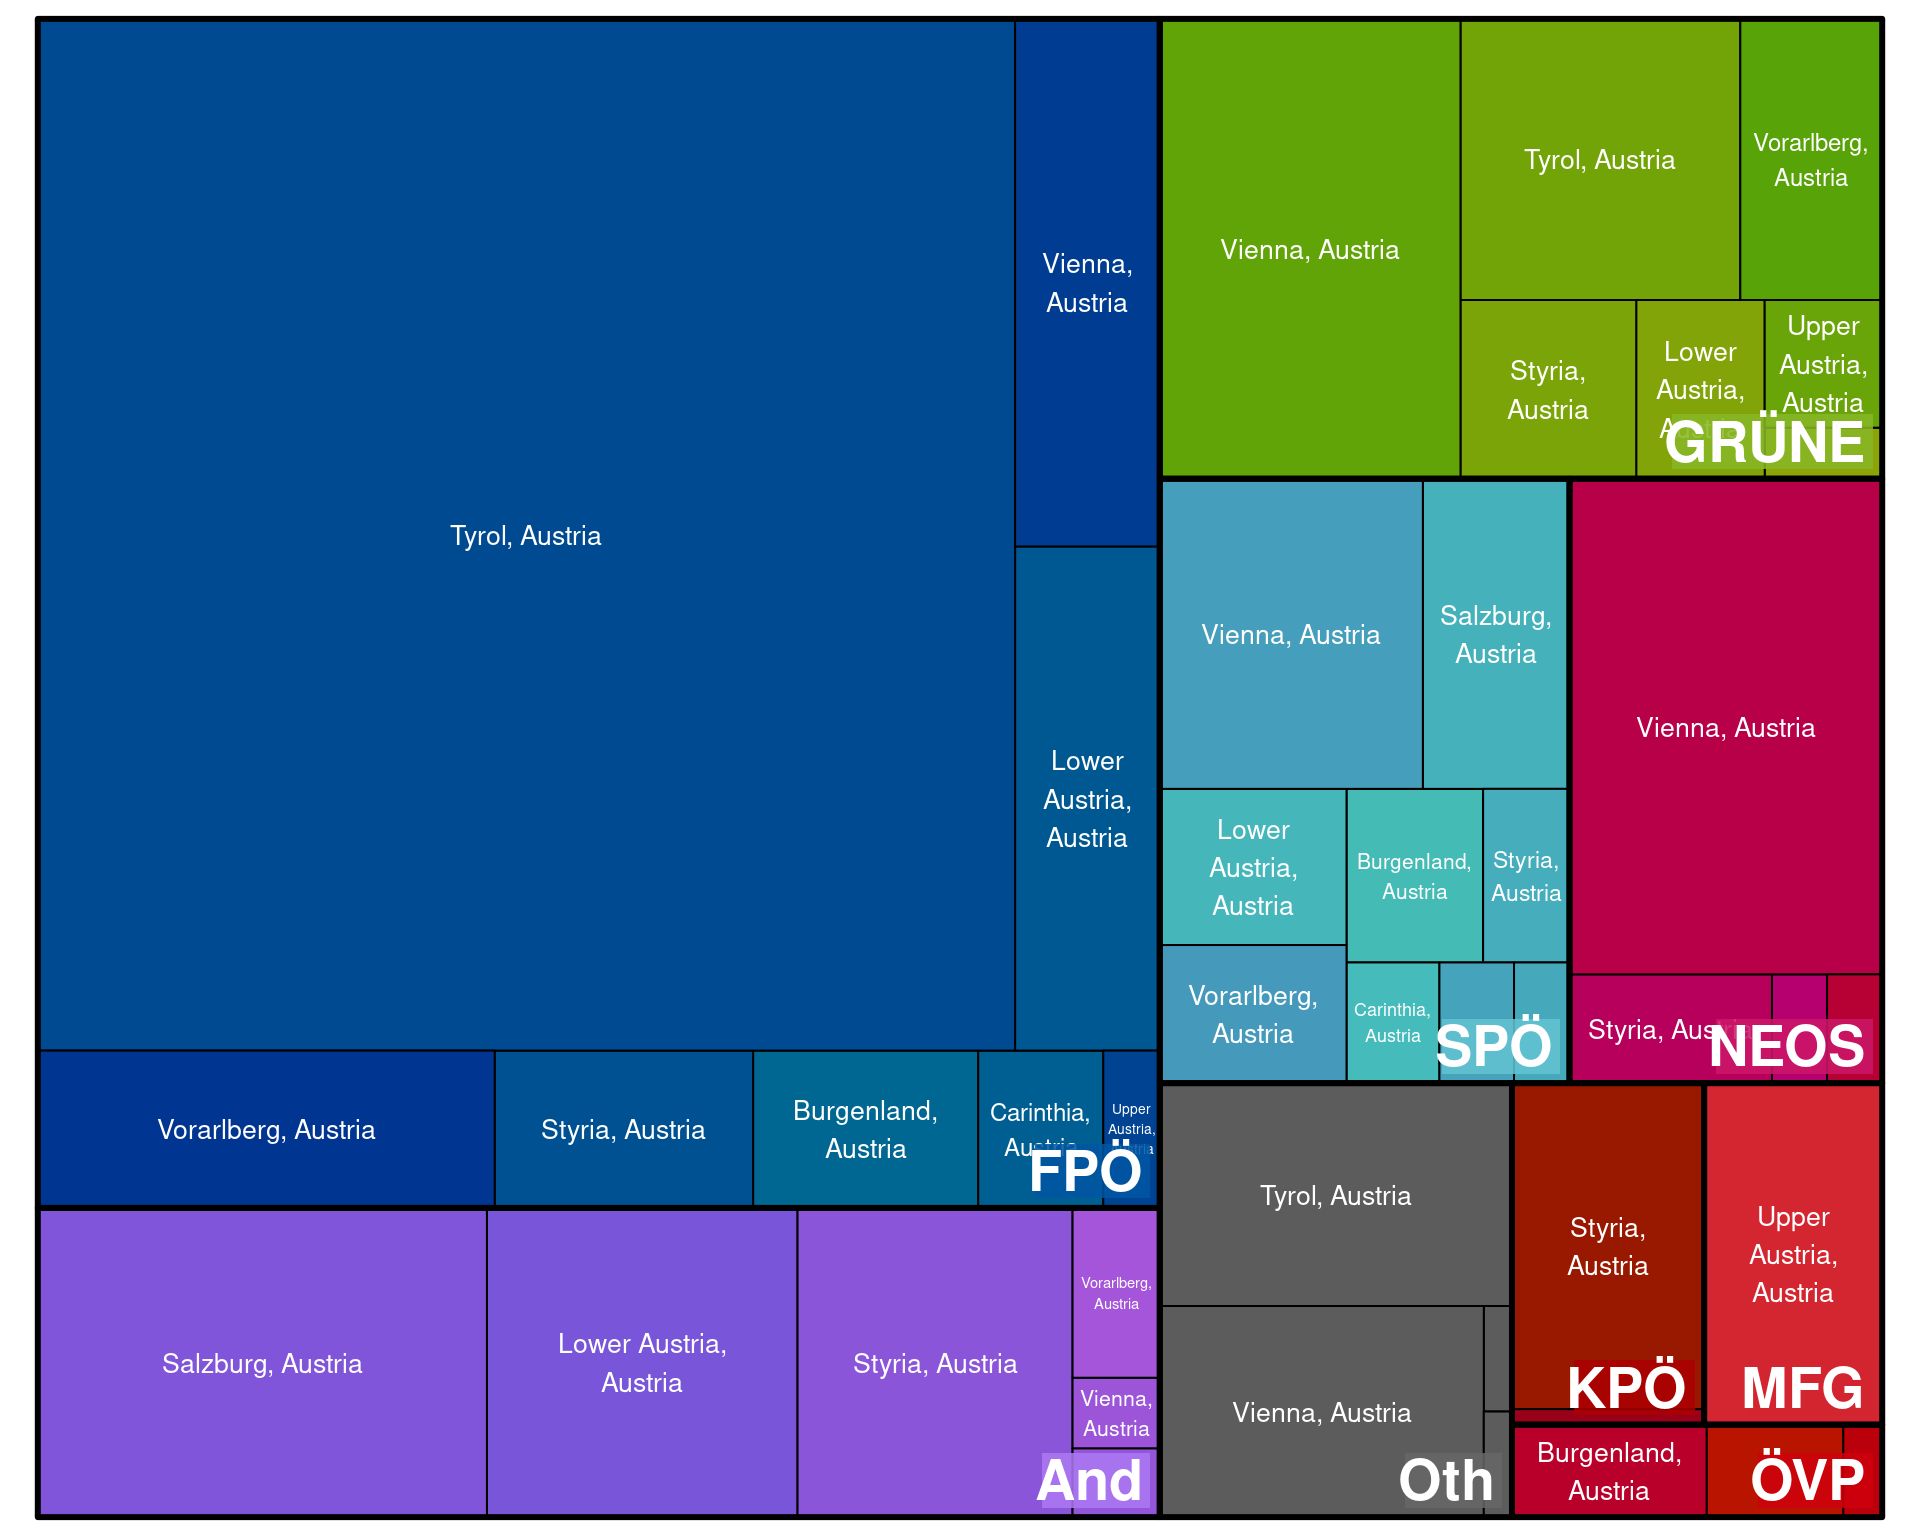 Tyrol, Austria
Vienna,
Austria
Lower
Austria,
Austria
Vorarlberg, Austria
Styria, Austria
Burgenland,
Austria
Carinthia,
Austria
Upper
Austria,
FPÖ
Salzburg, Austria
Lower Austria,
Austria
Styria, Austria
Vorarlberg,
Austria
Vienna,
Austria
And
Vienna, Austria
Tyrol, Austria
Vorarlberg,
Austria
Styria,
Austria
Lower
Austria,
Upper
Austria,
Austria
GRÜNE
Vienna, Austria
Salzburg,
Austria
Lower
Austria,
Austria
Burgenland,
Austria
Styria,
Austria
Vorarlberg,
Austria
Carinthia,
Austria
SPÖ
Vienna, Austria
Styria, Austria
NEOS
Tyrol, Austria
Vienna, Austria
Oth
Styria,
Austria
KPÖ
Upper
Austria,
Austria
MFG
Burgenland,
Austria
ÖVP